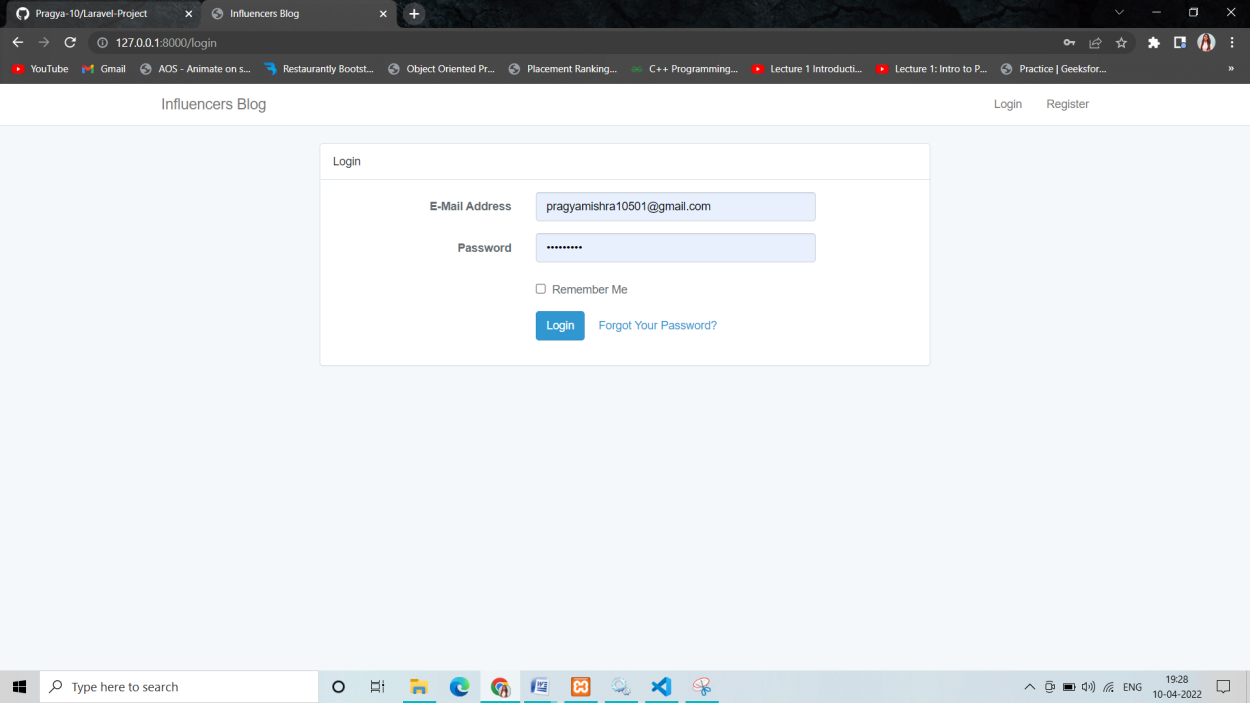 Pragya-10/Laravel-Project
Influencers Blog
127.0.0.1:8000/login
YouTube
Gmail
AOS - Animate on s...
Restaurantly Bootst...
Object Oriented Pr...
Placement Ranking...
C++ Programming...
Lecture 1 Introducti...
Lecture 1: Intro to P...
Practice | Geeksfor...
»
Influencers Blog
Login
Register
Login
E-Mail Address
pragyamishra10501@gmail.com
Password
•••••••••
Remember Me
Login
Forgot Your Password?
Type here to search
ENG
19:28
10-04-2022